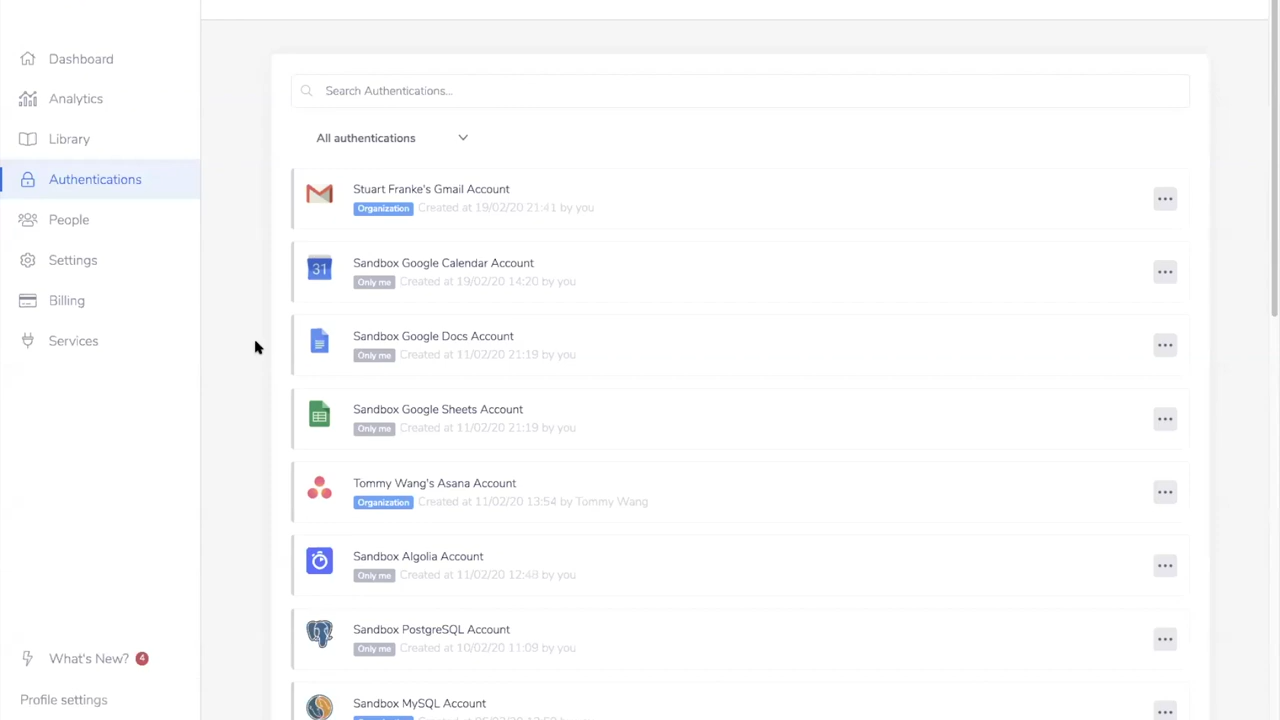 Dashboard
Analytics
Library
Authentications
People
Settings
Billing
Services
What's New? 4
Profile settings
Search Authentications...
All authentications
Stuart Franke's Gmail Account
Organization Created at 19/02/20 21:41 by you
31
Sandbox Google Calendar Account
Only me Created at 19/02/20 14:20 by you
Sandbox Google Docs Account
Only me Created at 11/02/20 21:19 by you
Sandbox Google Sheets Account
Only me Created at 11/02/20 21:19 by you
Tommy Wang's Asana Account
Organization Created at 11/02/20 13:54 by Tommy Wang
Sandbox Algolia Account
Only me Created at 11/02/20 12:48 by you
Sandbox PostgreSQL Account
Only me Created at 10/02/20 11:09 by you
Sandbox MySQL Account